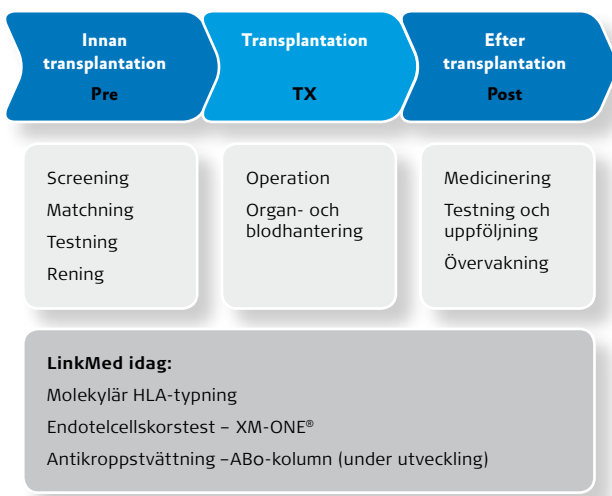 Innan
transplantation
Pre
Transplantation
TX
Efter
transplantation
Post
Screening
Matchning
Testning
Rening
Operation
Organ- och
blodhantering
Medicinering
Testning och
uppföljning
Övervakning
LinkMed idag:
Molekylär HLA-typning
Endotelcellskorstest – XM-ONE®
Antikroppstvättning –ABo-kolumn (under utveckling)